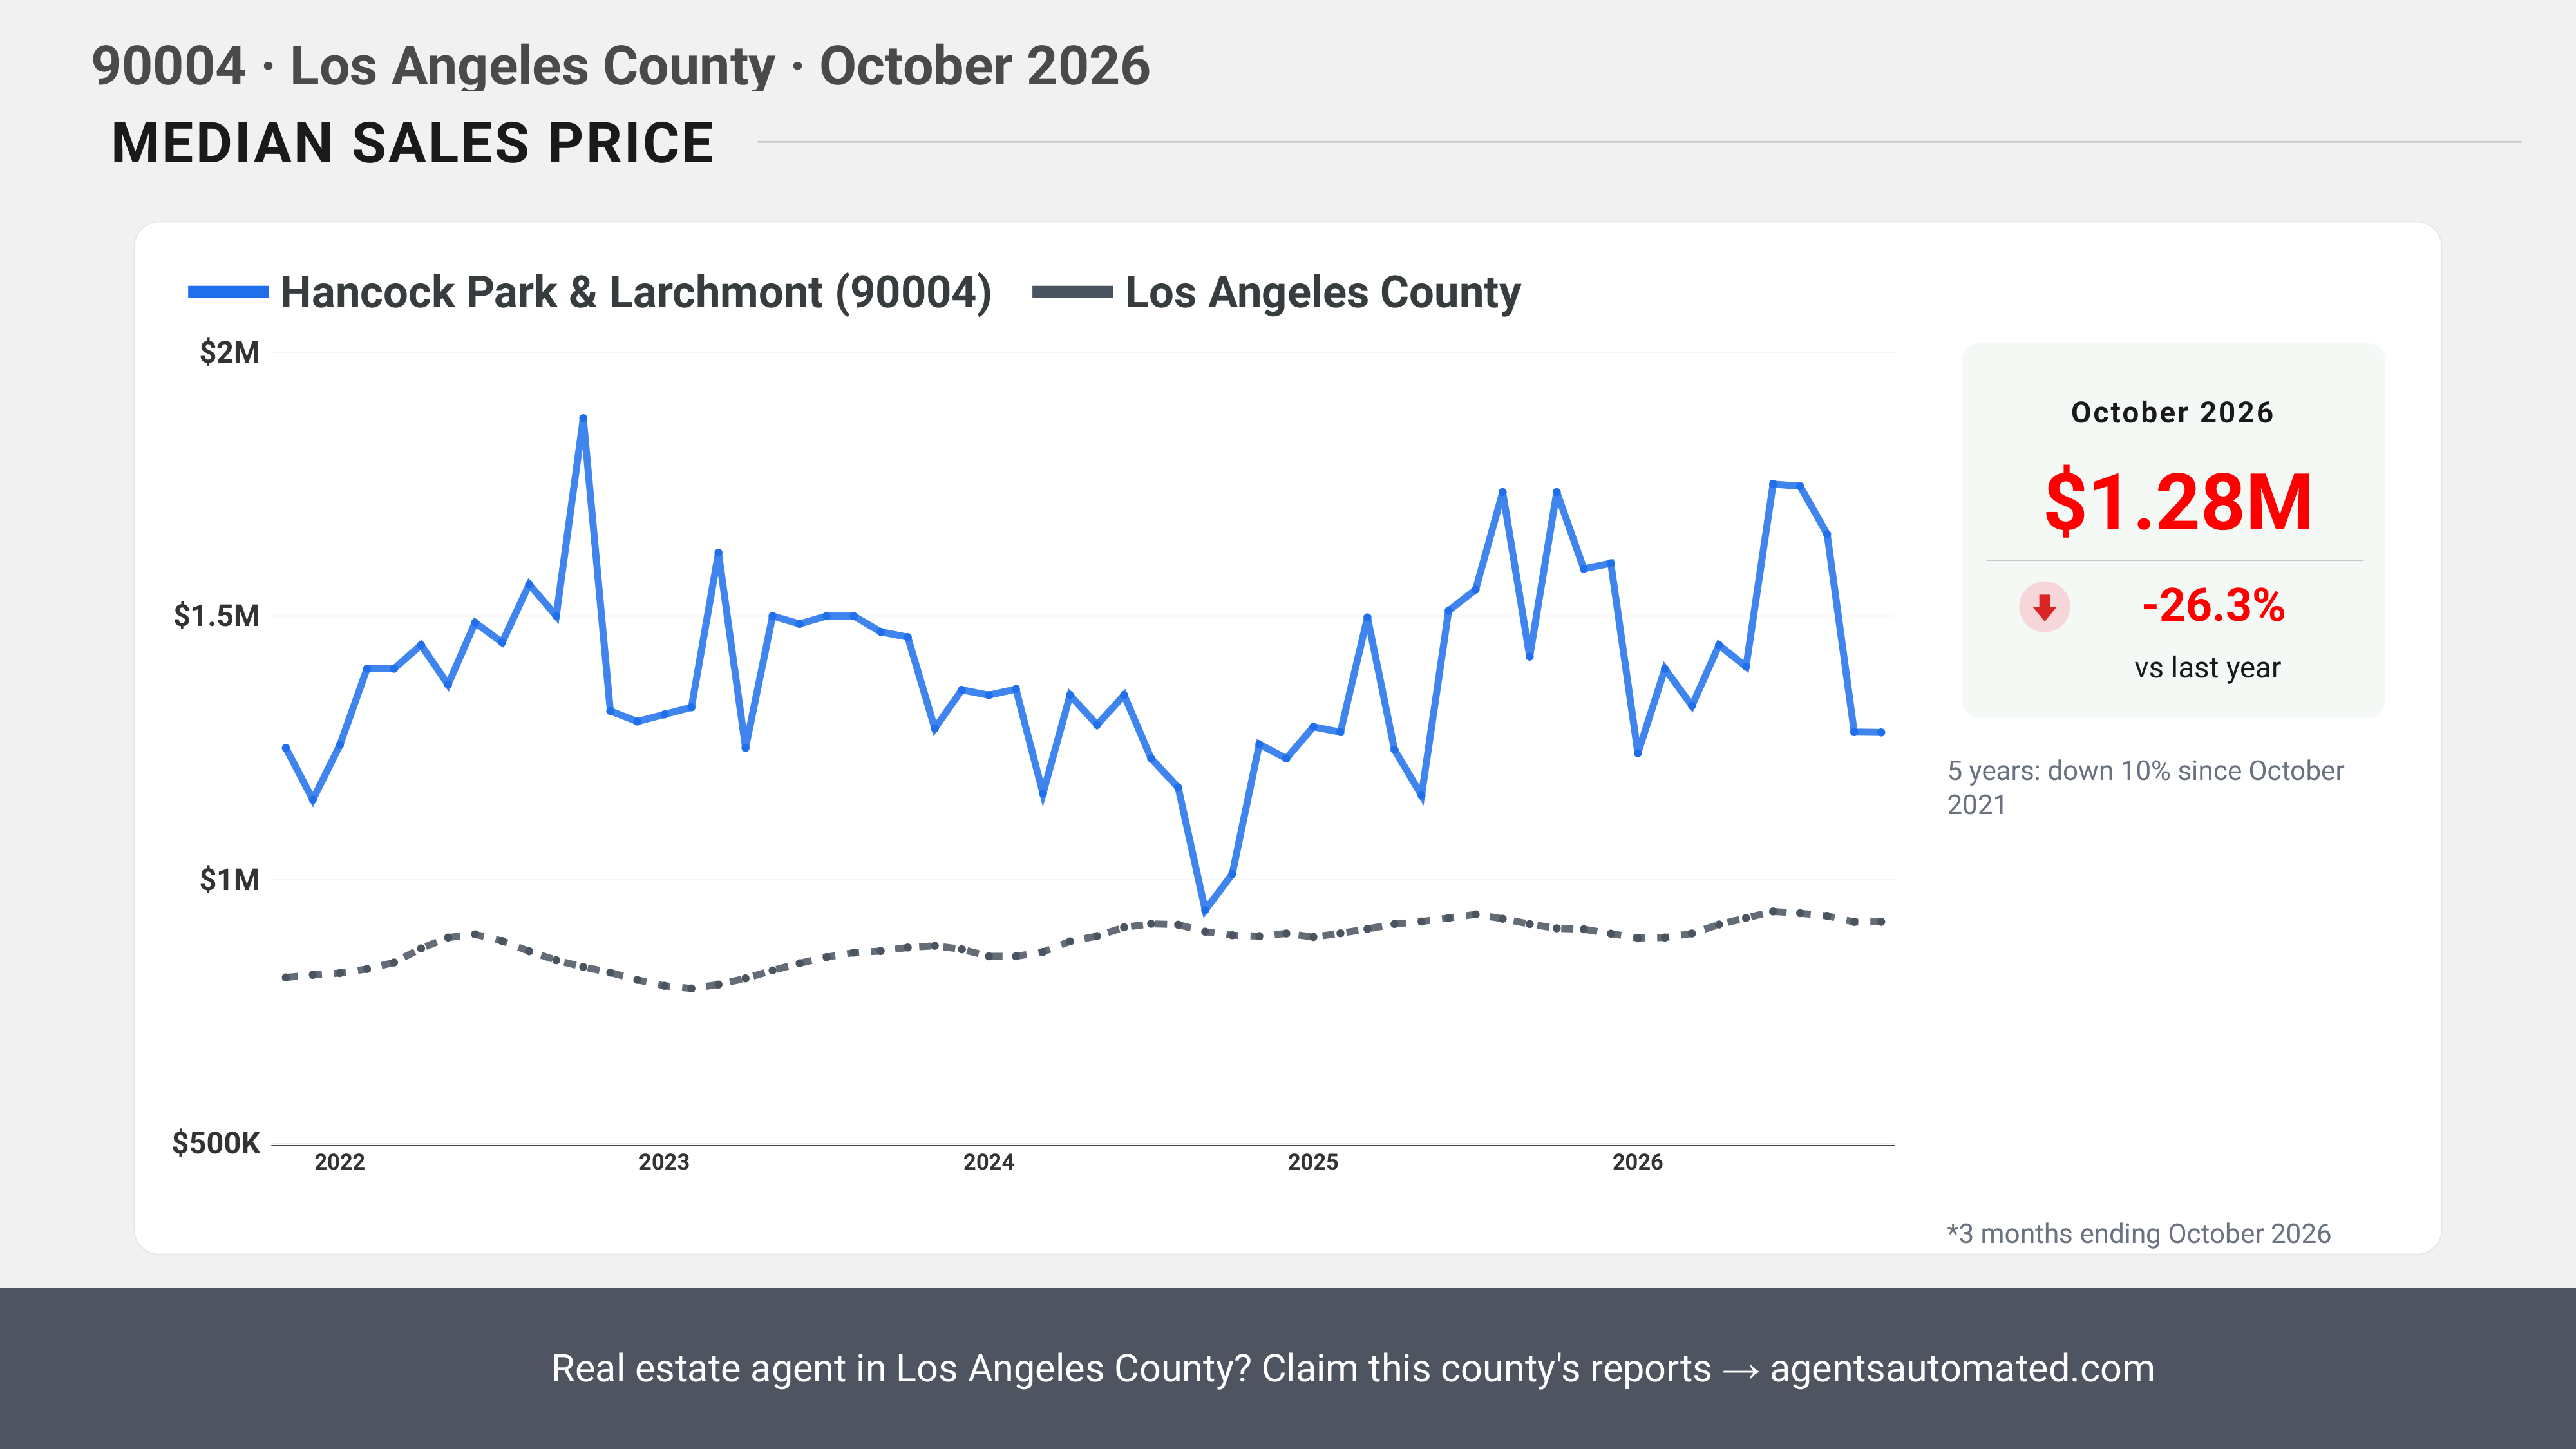 90004 · Los Angeles County · October 2026
MEDIAN SALES PRICE
Hancock Park & Larchmont (90004)
Los Angeles County
$2M
$1.5M
$1M
$500K
2022
2023
2024
2025
2026
October 2026
$1.28M
-26.3%
vs last year
5 years: down 10% since October
2021
*3 months ending October 2026
Real estate agent in Los Angeles County? Claim this county's reports → agentsautomated.com